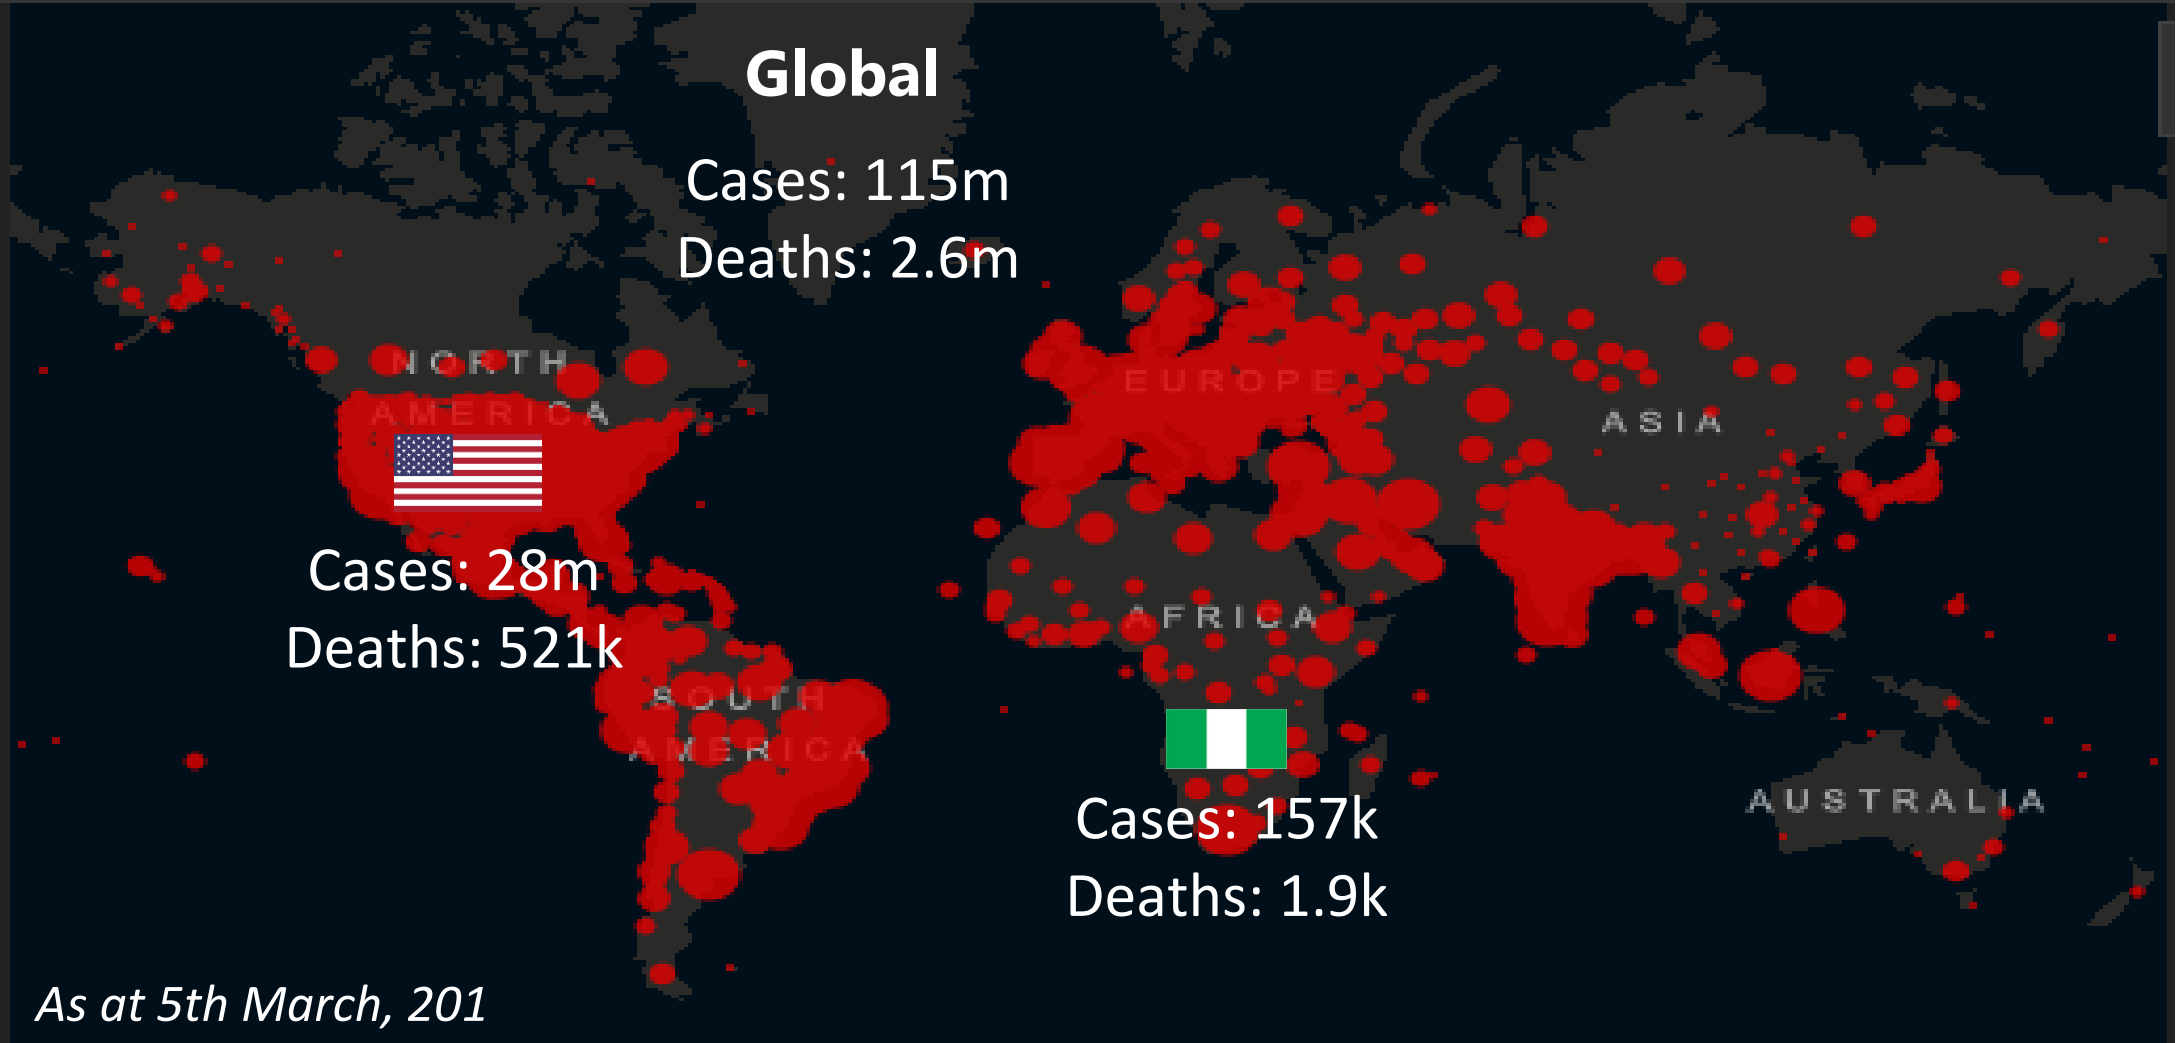 Global
Cases: 115m
Deaths: 2.6m
NORTH
AMERICA
EUROPE
ASIA
Cases: 28m
Deaths: 521k
AFRICA
SOUTH
AMERICA
Cases: 157k
Deaths: 1.9k
AUSTRALIA
As at 5th March, 201